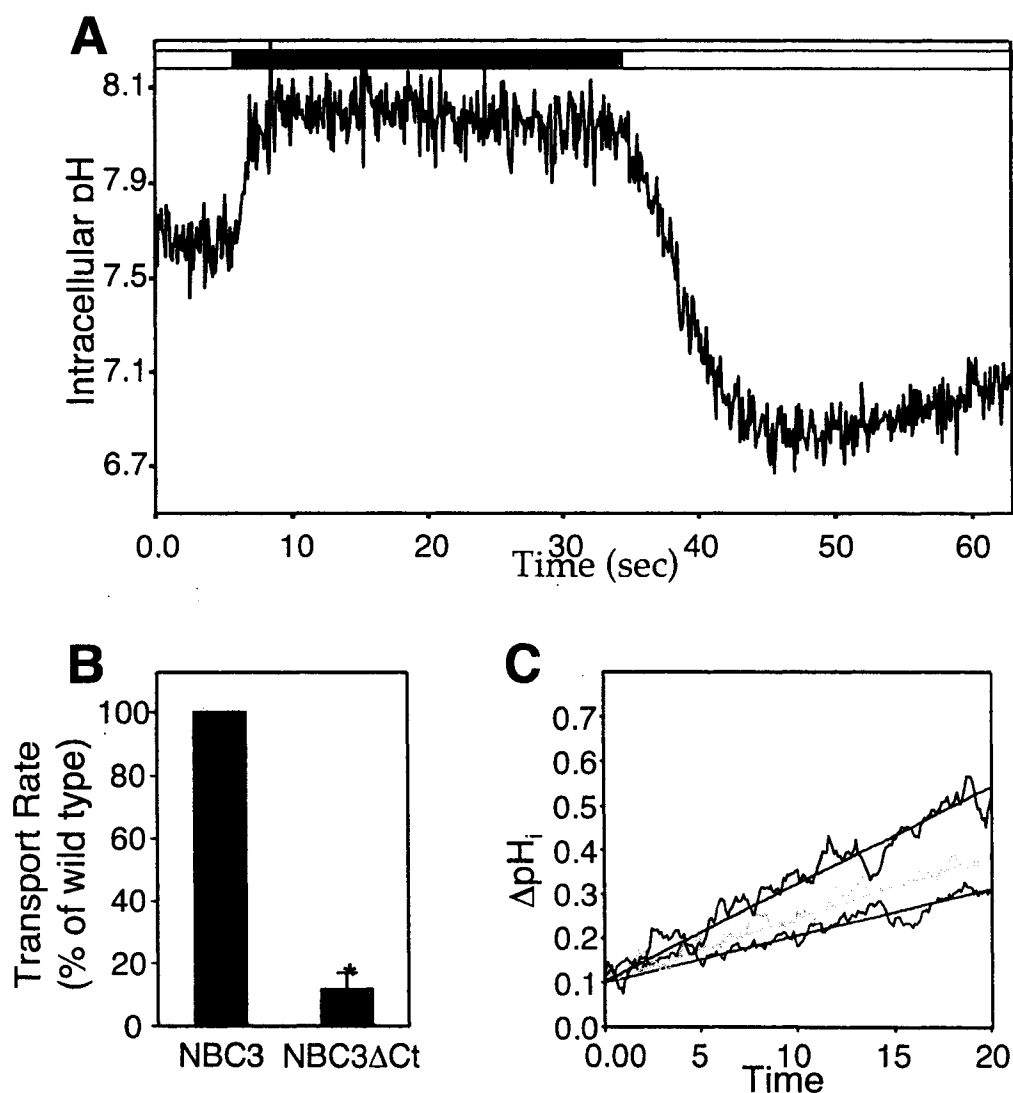 A
Intracellular pH
8.1
7.9
7.5
7.1
6.7
0.0 10 20 30 40 50 60
Time (sec)
B
Transport Rate
(% of wild type)
100
80
60
40
20
0
*
NBC3 NBC3ΔCt
C
ΔpHi
0.7
0.6
0.5
0.4
0.3
0.2
0.1
0.0
0.00 5 10 15 20
Time